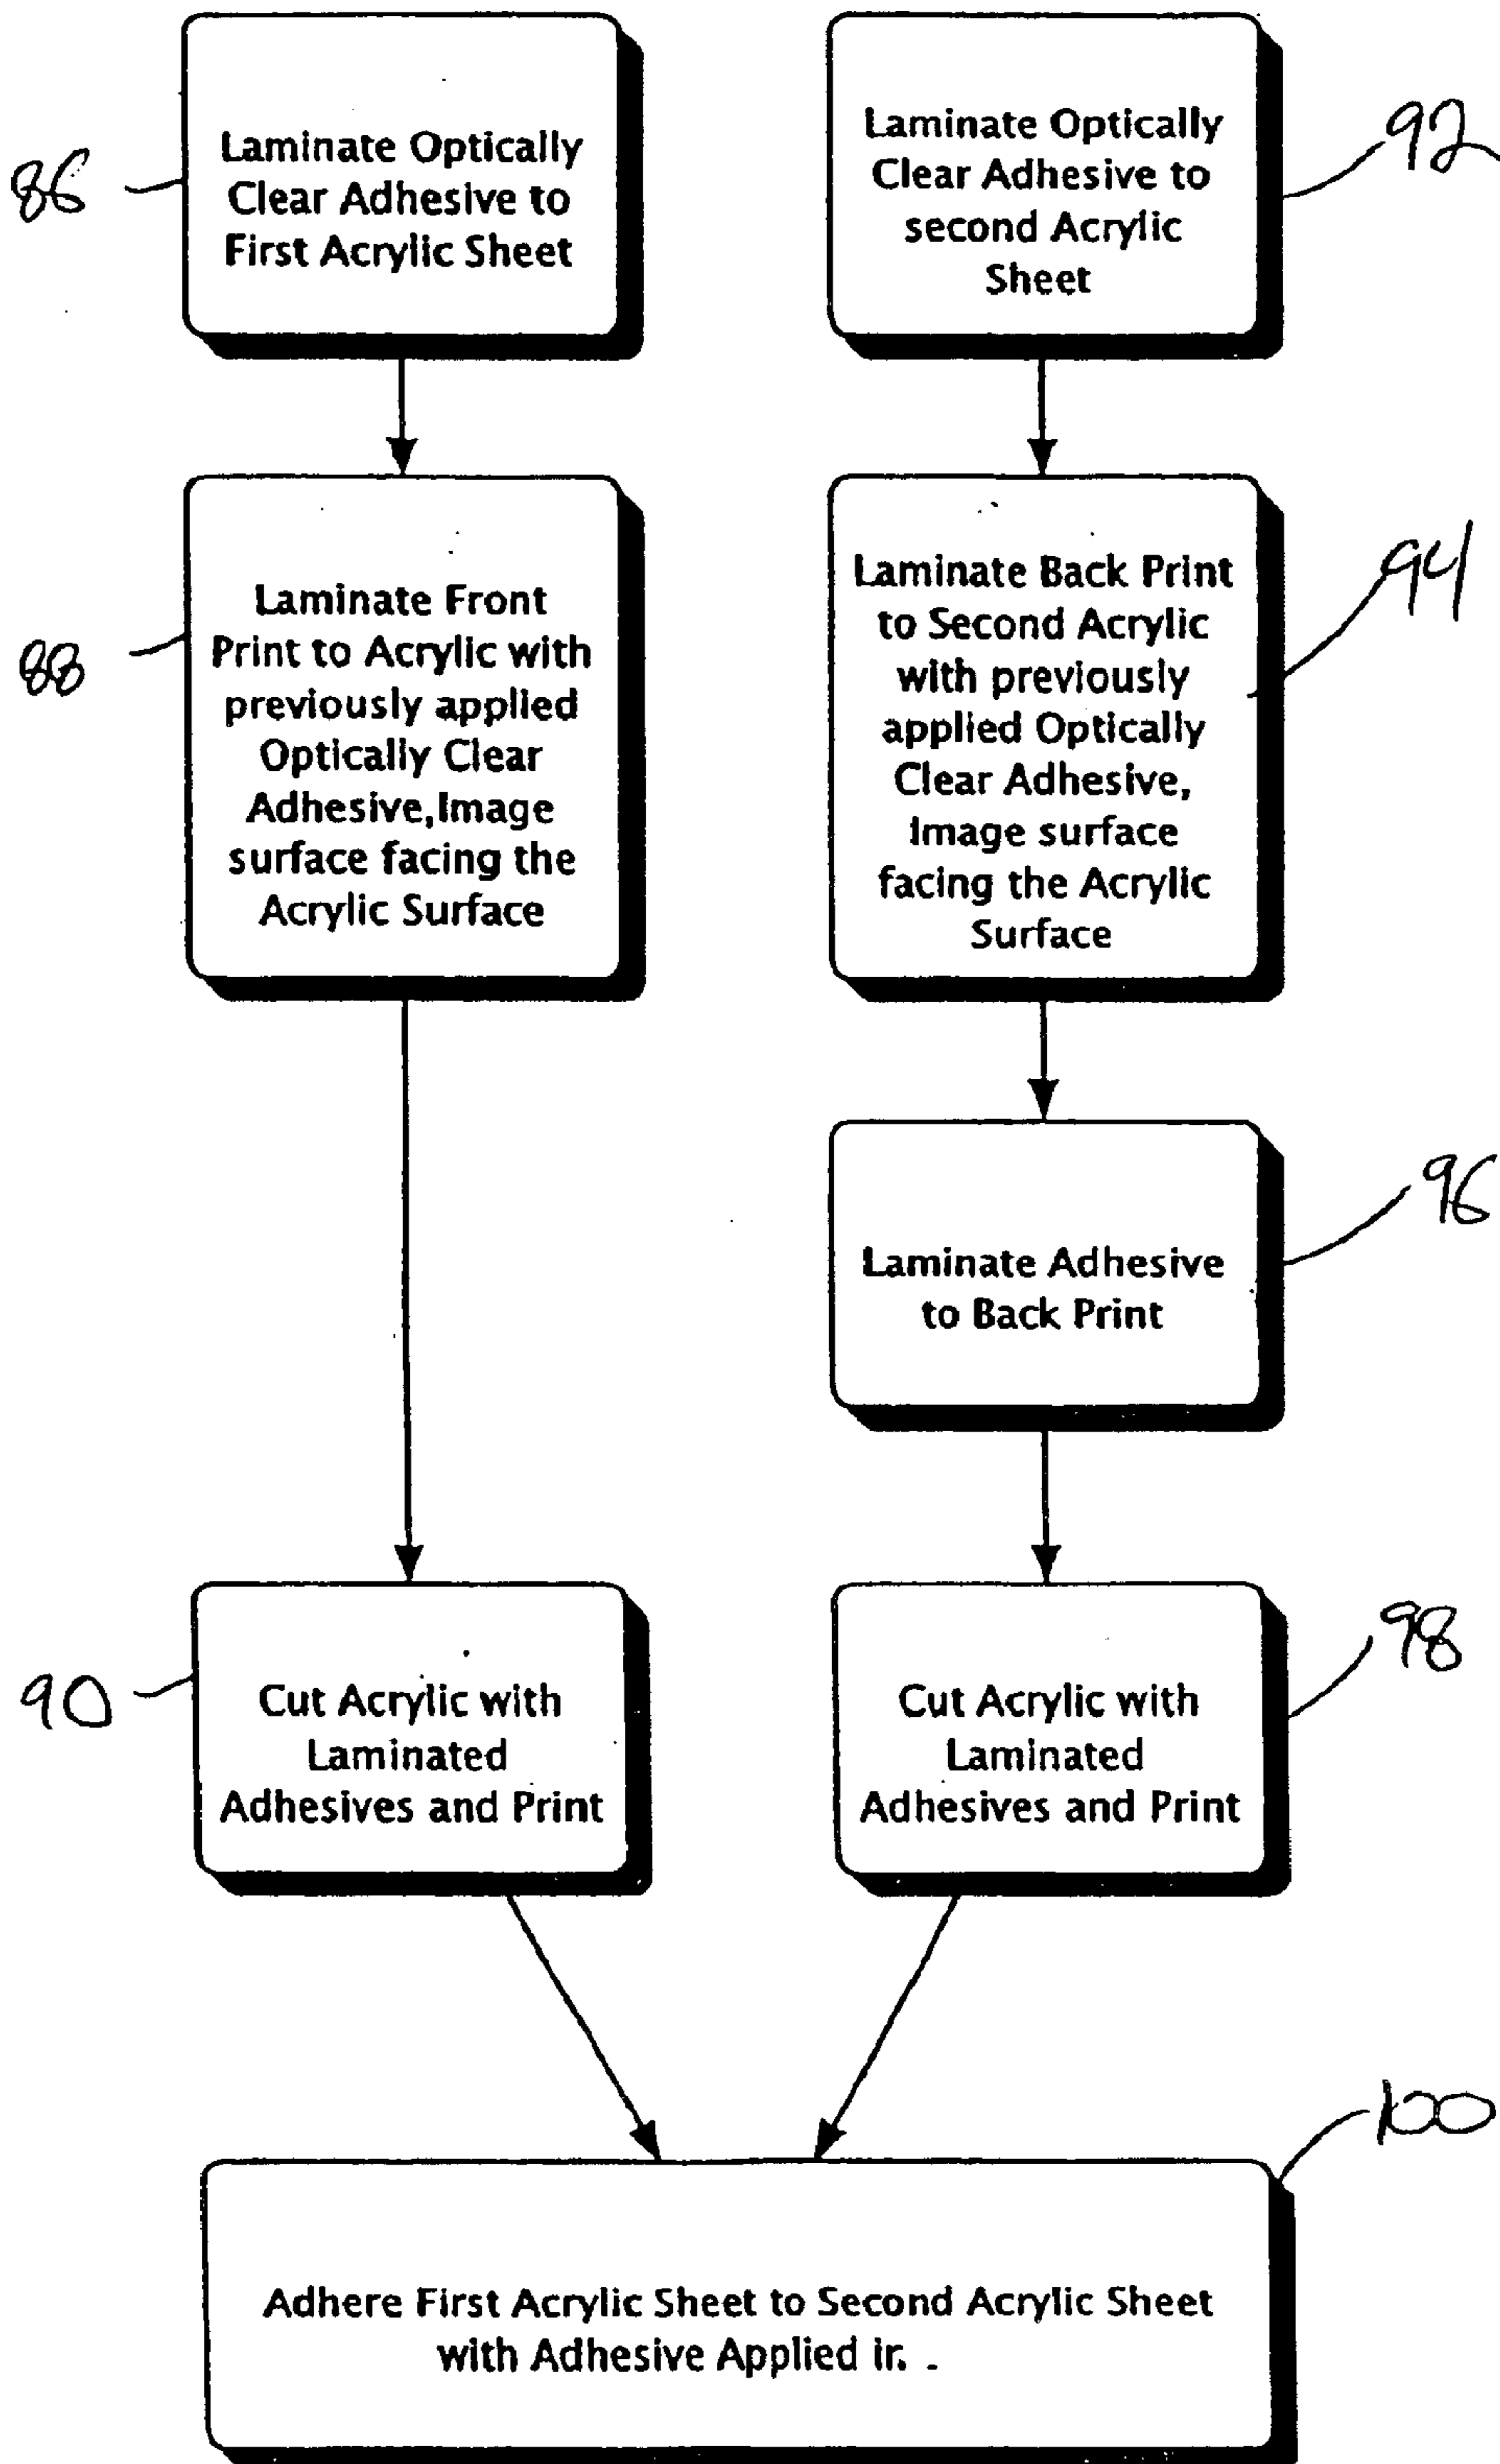 86
Laminate Optically
Clear Adhesive to
First Acrylic Sheet
Laminate Optically
Clear Adhesive to
second Acrylic
Sheet
92
88
Laminate Front
Print to Acrylic with
previously applied
Optically Clear
Adhesive,Image
surface facing the
Acrylic Surface
Laminate Back Print
to Second Acrylic
with previously
applied Optically
Clear Adhesive,
Image surface
facing the Acrylic
Surface
94
Laminate Adhesive
to Back Print
96
90
Cut Acrylic with
Laminated
Adhesives and Print
Cut Acrylic with
Laminated
Adhesives and Print
98
100
Adhere First Acrylic Sheet to Second Acrylic Sheet
with Adhesive Applied